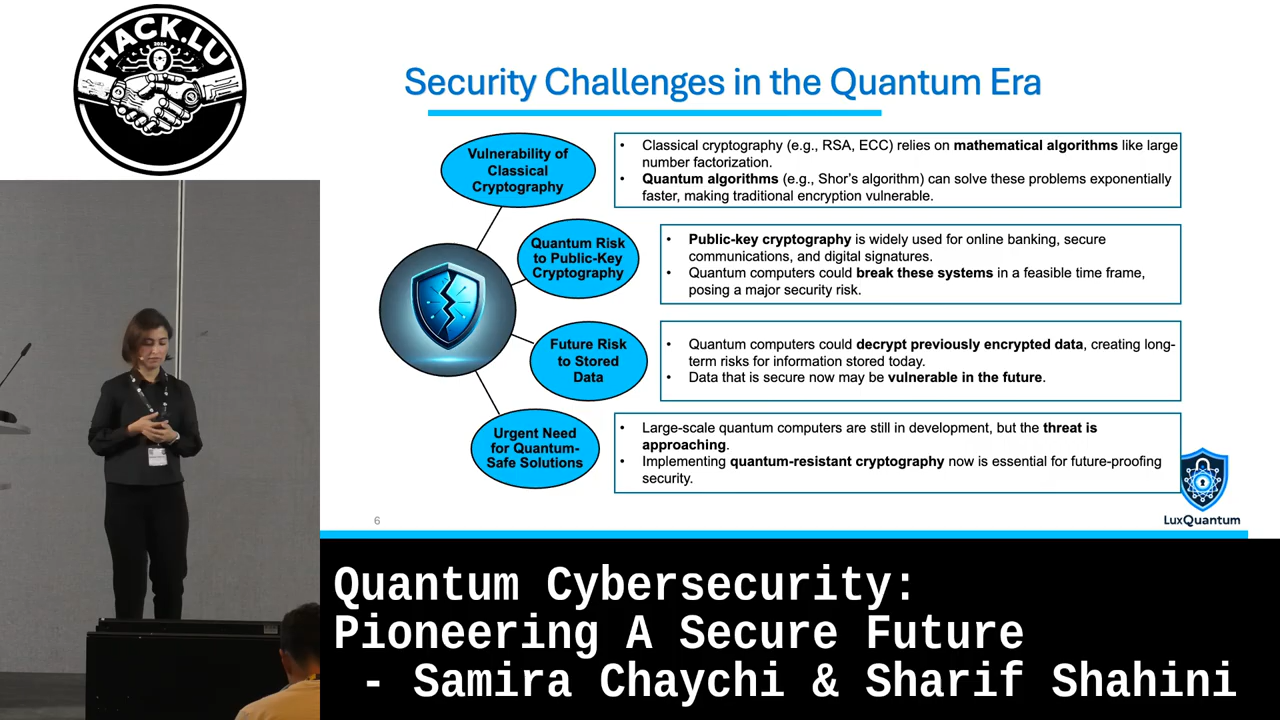 HACK.LU
2024
Security Challenges in the Quantum Era
Vulnerability of
Classical
Cryptography
• Classical cryptography (e.g., RSA, ECC) relies on mathematical algorithms like large
number factorization.
• Quantum algorithms (e.g., Shor's algorithm) can solve these problems exponentially
faster, making traditional encryption vulnerable.
Quantum Risk
to Public-Key
Cryptography
• Public-key cryptography is widely used for online banking, secure
communications, and digital signatures.
• Quantum computers could break these systems in a feasible time frame,
posing a major security risk.
Future Risk
to Stored
Data
• Quantum computers could decrypt previously encrypted data, creating long-
term risks for information stored today.
• Data that is secure now may be vulnerable in the future.
Urgent Need
for Quantum-
Safe Solutions
• Large-scale quantum computers are still in development, but the threat is
approaching.
• Implementing quantum-resistant cryptography now is essential for future-proofing
security.
6
LuxQuantum
Quantum Cybersecurity:
Pioneering A Secure Future
- Samira Chaychi & Sharif Shahini